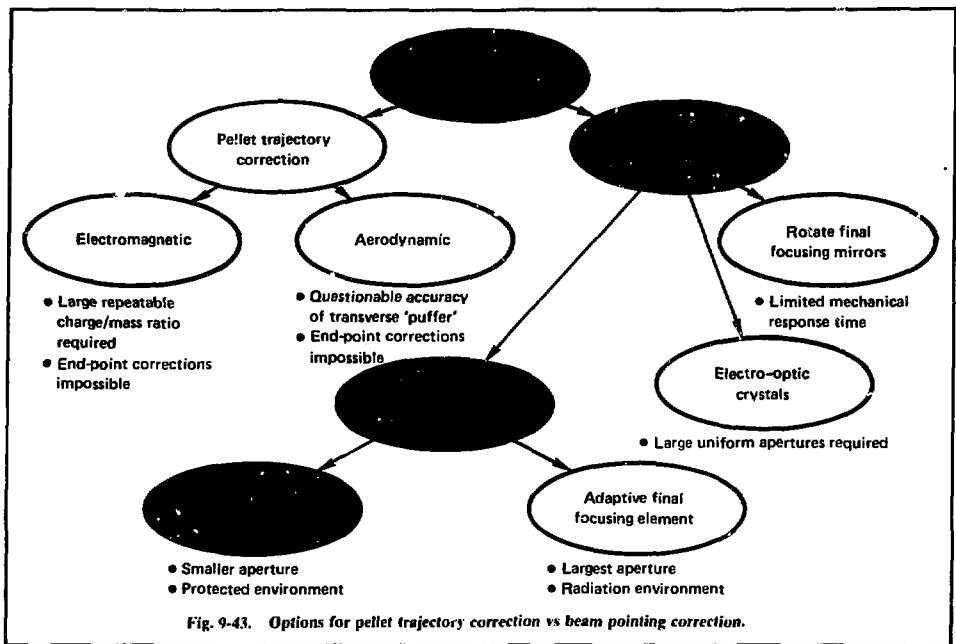 Pellet trajectory
correction
Electromagnetic
• Large repeatable
charge/mass ratio
required
• End-point corrections
impossible
Aerodynamic
• Questionable accuracy
of transverse 'puffer'
• End-point corrections
impossible
Rotate final
focusing mirrors
• Limited mechanical
response time
Electro-optic
crystals
• Large uniform apertures required
• Smaller aperture
• Protected environment
Adaptive final
focusing element
• Largest aperture
• Radiation environment
Fig. 9-43. Options for pellet trajectory correction vs beam pointing correction.